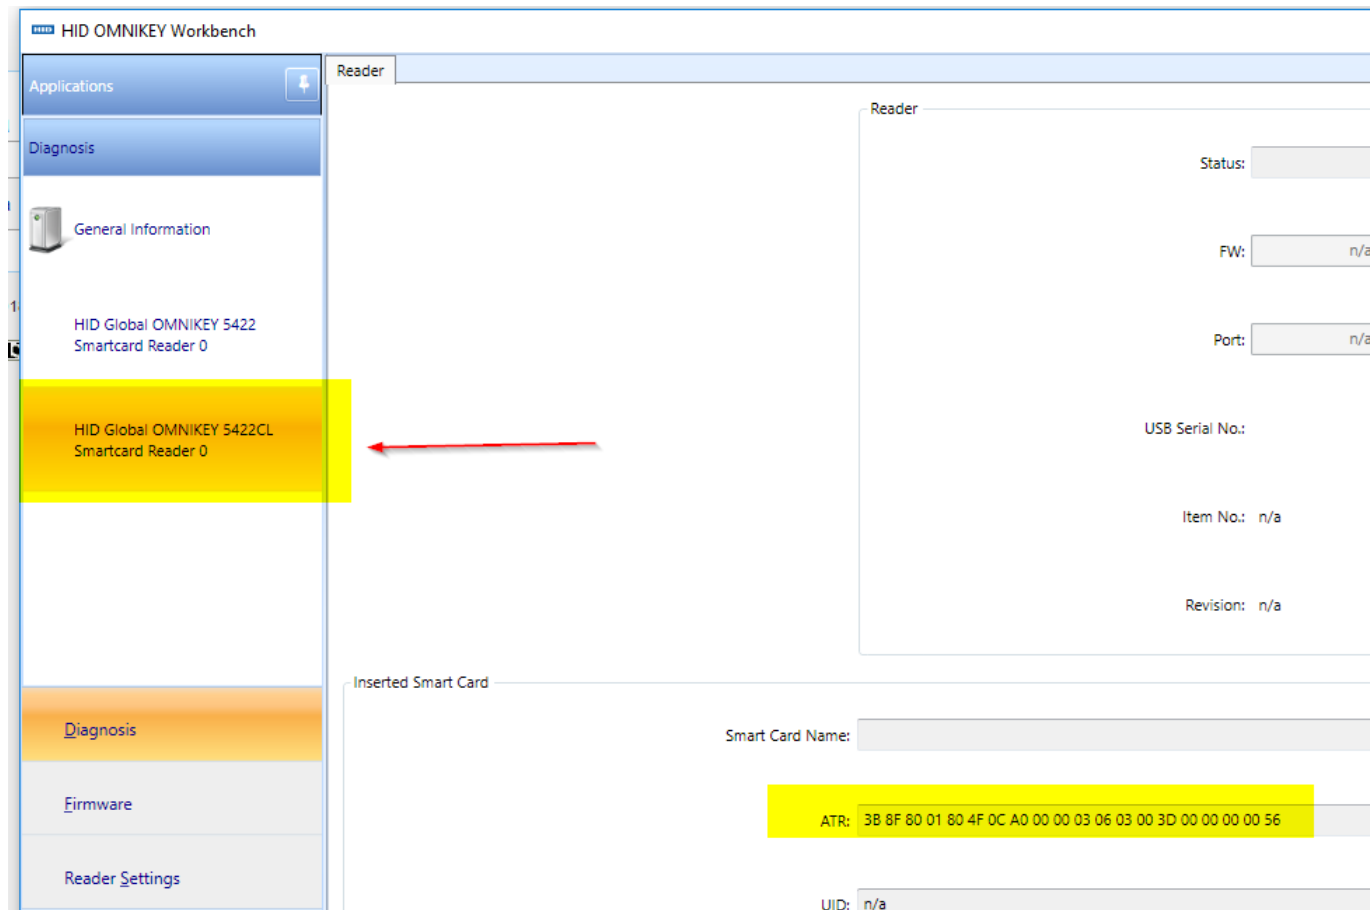 HID HID OMNIKEY Workbench
Applications
Diagnosis
General Information
HID Global OMNIKEY 5422
Smartcard Reader 0
HID Global OMNIKEY 5422CL
Smartcard Reader 0
Diagnosis
Firmware
Reader Settings
Reader
Reader
Status:
FW: n/a
Port: n/a
USB Serial No.:
Item No.: n/a
Revision: n/a
Inserted Smart Card
Smart Card Name:
ATR: 3B 8F 80 01 80 4F 0C A0 00 00 03 06 03 00 3D 00 00 00 00 56
UID: n/a